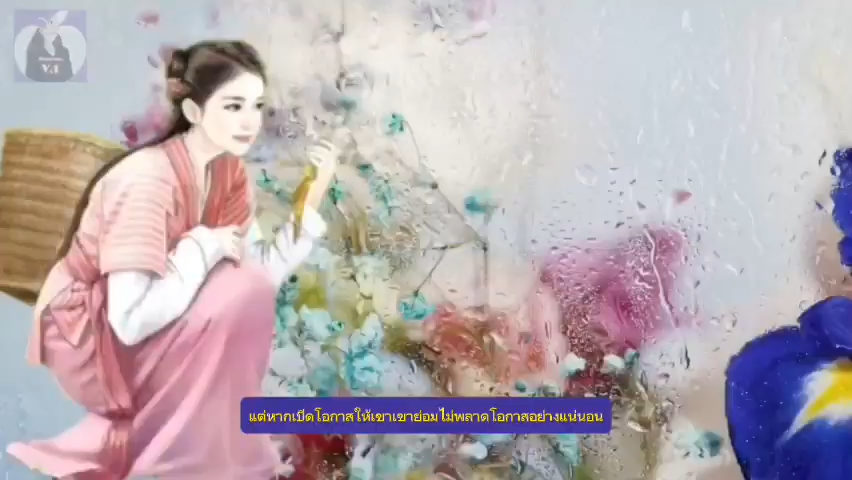 V.1
แต่หากเปิดโอกาสให้เขาเขาย่อมไม่พลาดโอกาสอย่างแน่นอน